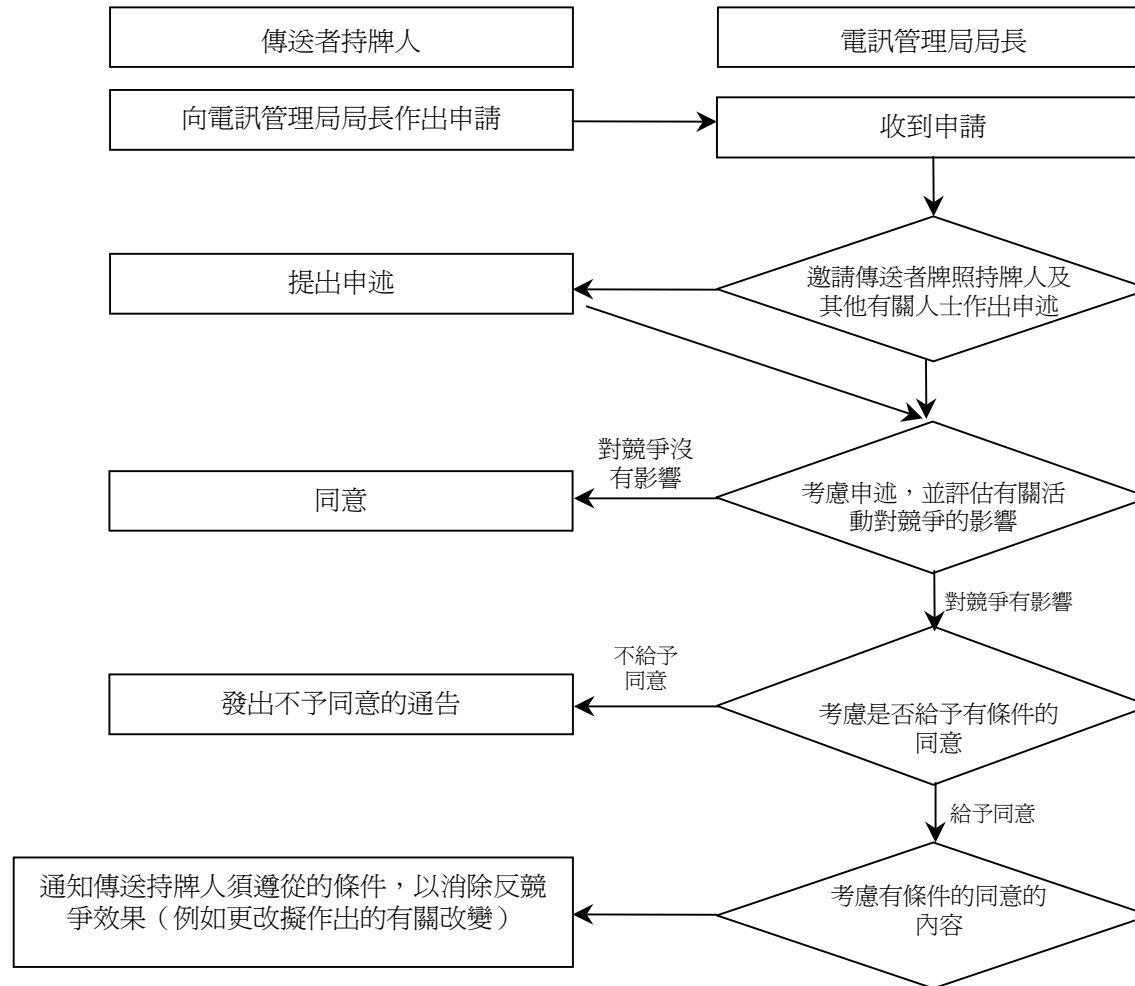 傳送者持牌人
電訊管理局局長
向電訊管理局局長作出申請
收到申請
邀請傳送者牌照持牌人及
其他有關人士作出申述
提出申述
對競爭沒
有影響
同意
考慮申述，並評估有關活
動對競爭的影響
對競爭有影響
不給予
同意
發出不予同意的通告
考慮是否給予有條件的
同意
給予同意
通知傳送持牌人須遵從的條件，以消除反競
爭效果（例如更改擬作出的有關改變）
考慮有條件的同意的
內容